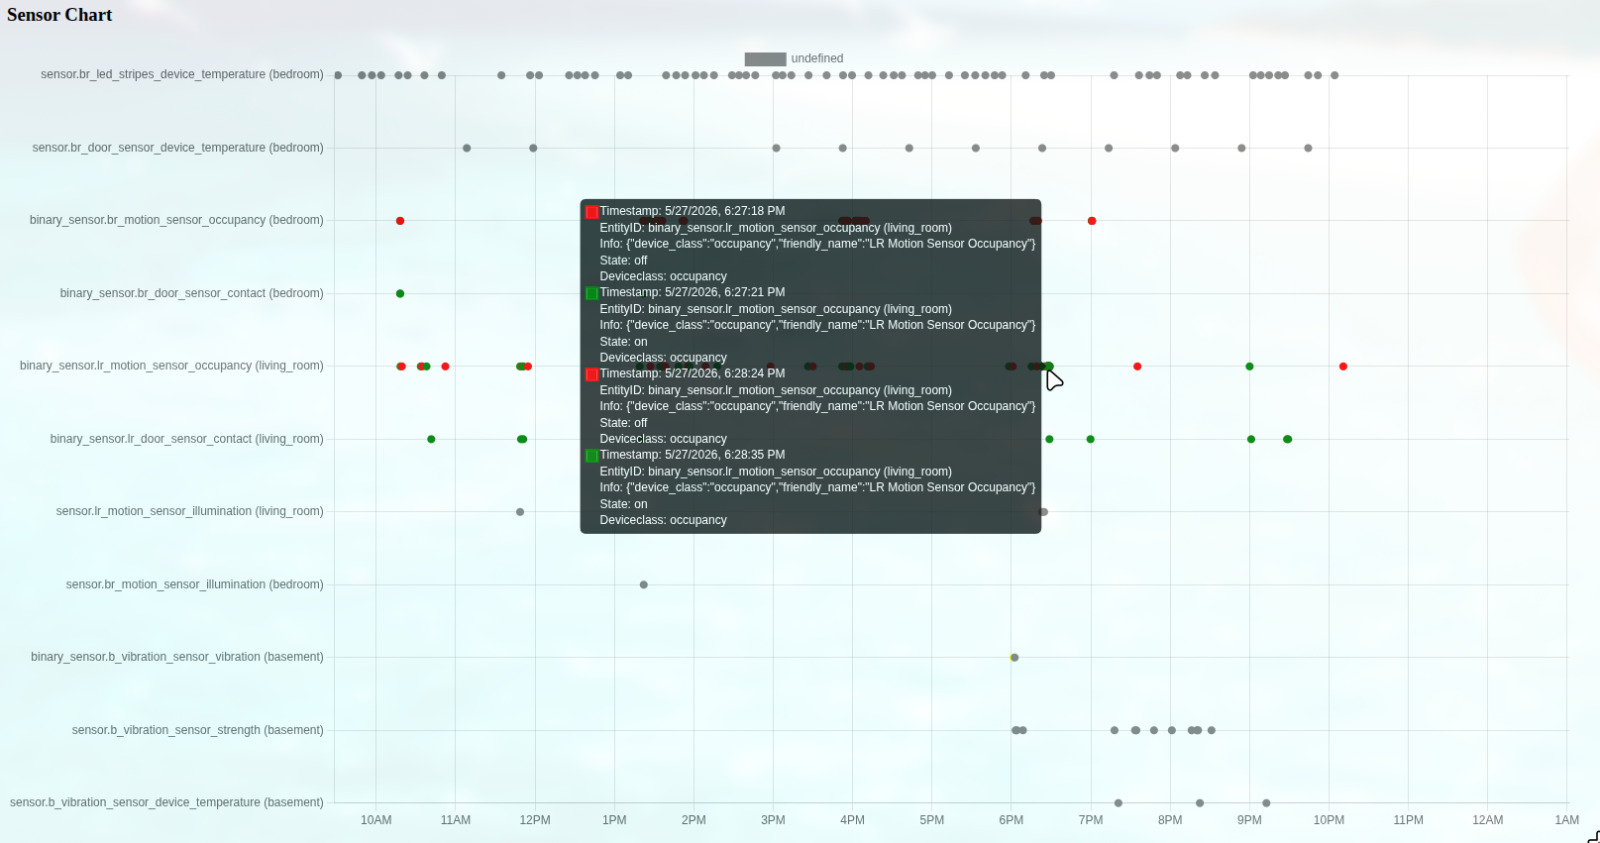 Sensor Chart
undefined
sensor.br_led_stripes_device_temperature (bedroom)
sensor.br_door_sensor_device_temperature (bedroom)
binary_sensor.br_motion_sensor_occupancy (bedroom)
binary_sensor.br_door_sensor_contact (bedroom)
binary_sensor.lr_motion_sensor_occupancy (living_room)
binary_sensor.lr_door_sensor_contact (living_room)
sensor.lr_motion_sensor_illumination (living_room)
sensor.br_motion_sensor_illumination (bedroom)
binary_sensor.b_vibration_sensor_vibration (basement)
sensor.b_vibration_sensor_strength (basement)
sensor.b_vibration_sensor_device_temperature (basement)
Timestamp: 5/27/2026, 6:27:18 PM
EntityID: binary_sensor.lr_motion_sensor_occupancy (living_room)
Info: {"device_class":"occupancy","friendly_name":"LR Motion Sensor Occupancy"}
State: off
Deviceclass: occupancy
Timestamp: 5/27/2026, 6:27:21 PM
EntityID: binary_sensor.lr_motion_sensor_occupancy (living_room)
Info: {"device_class":"occupancy","friendly_name":"LR Motion Sensor Occupancy"}
State: on
Deviceclass: occupancy
Timestamp: 5/27/2026, 6:28:24 PM
EntityID: binary_sensor.lr_motion_sensor_occupancy (living_room)
Info: {"device_class":"occupancy","friendly_name":"LR Motion Sensor Occupancy"}
State: off
Deviceclass: occupancy
Timestamp: 5/27/2026, 6:28:35 PM
EntityID: binary_sensor.lr_motion_sensor_occupancy (living_room)
Info: {"device_class":"occupancy","friendly_name":"LR Motion Sensor Occupancy"}
State: on
Deviceclass: occupancy
10AM 11AM 12PM 1PM 2PM 3PM 4PM 5PM 6PM 7PM 8PM 9PM 10PM 11PM 12AM 1AM